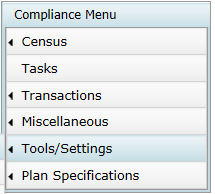 Compliance Menu
Census
Tasks
Transactions
Miscellaneous
Tools/Settings
Plan Specifications